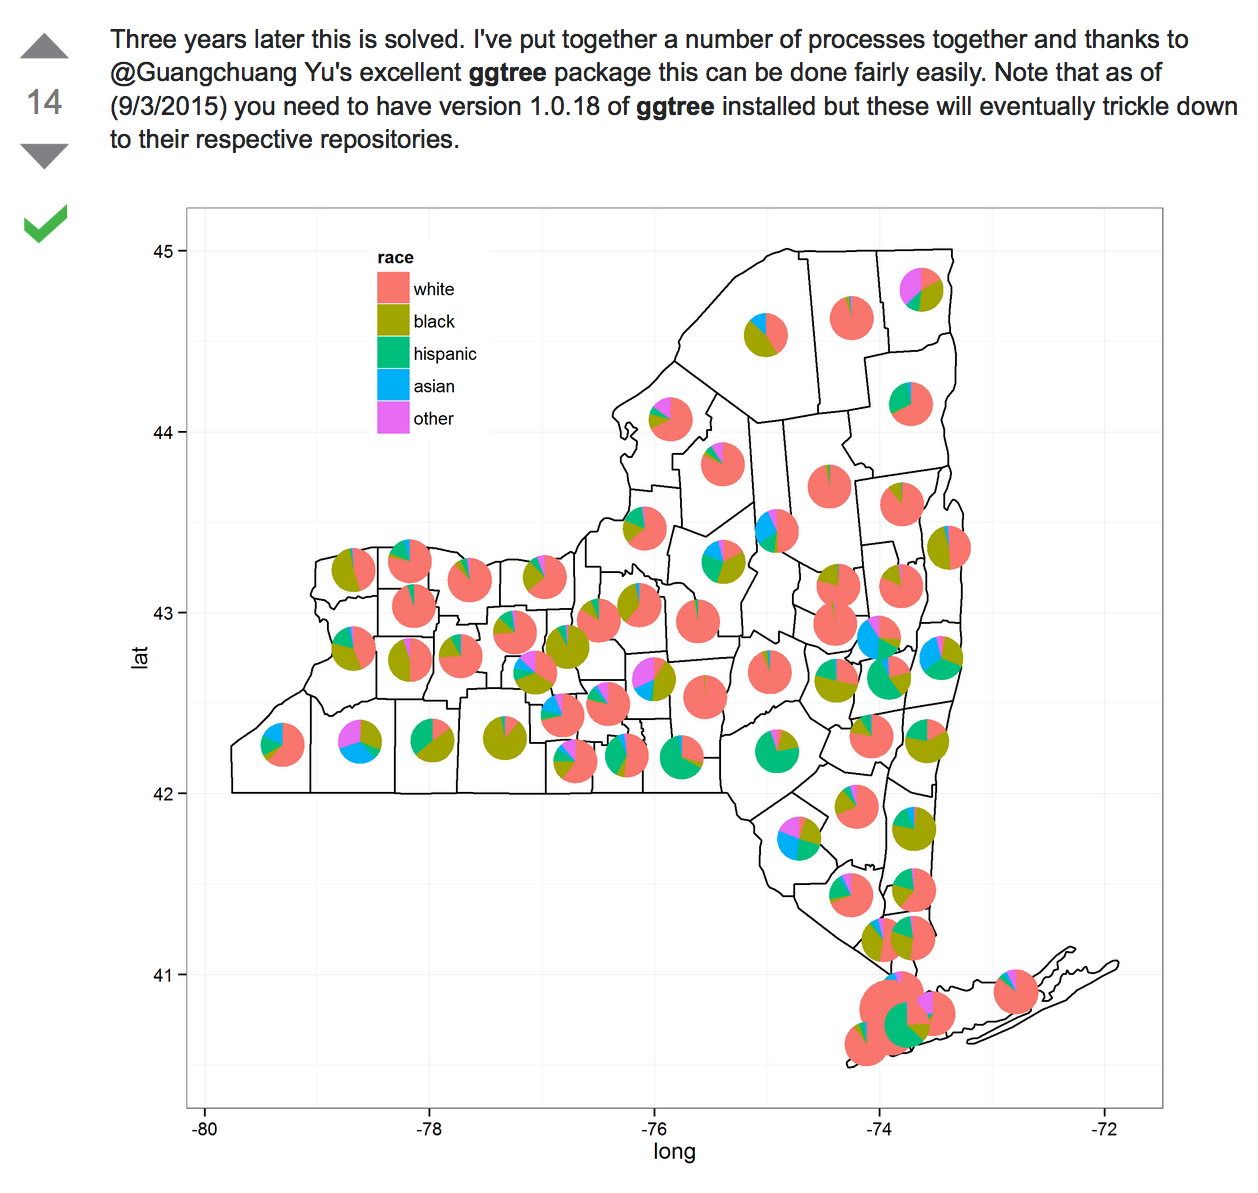 Three years later this is solved. I've put together a number of processes together and thanks to
@Guangchuang Yu's excellent ggtree package this can be done fairly easily. Note that as of
(9/3/2015) you need to have version 1.0.18 of ggtree installed but these will eventually trickle down
to their respective repositories.
14
race
white
black
hispanic
asian
other
45
44
43
42
41
lat
-80
-78
-76
-74
-72
long